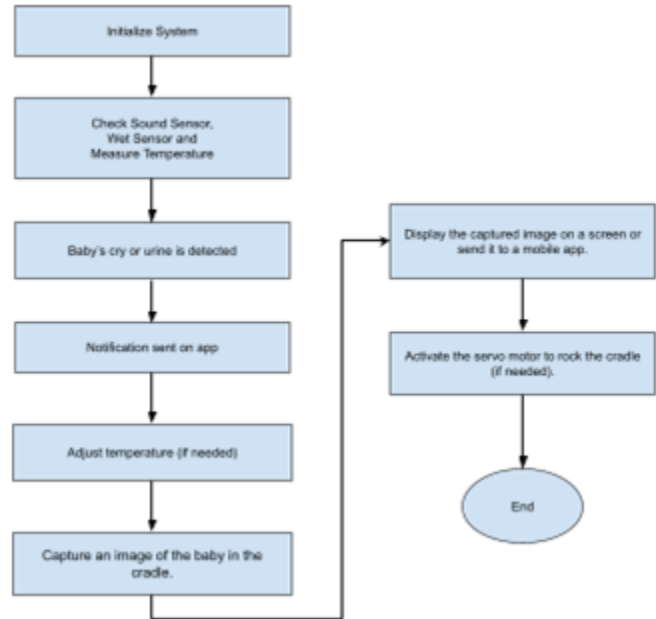 Initialize System
Check Sound Sensor,
Wet Sensor and
Measure Temperature
Baby's cry or urine is detected
Notification sent on app
Adjust temperature (if needed)
Capture an image of the baby in the
cradle.
Display the captured image on a screen or
send it to a mobile app.
Activate the servo motor to rock the cradle
(if needed).
End